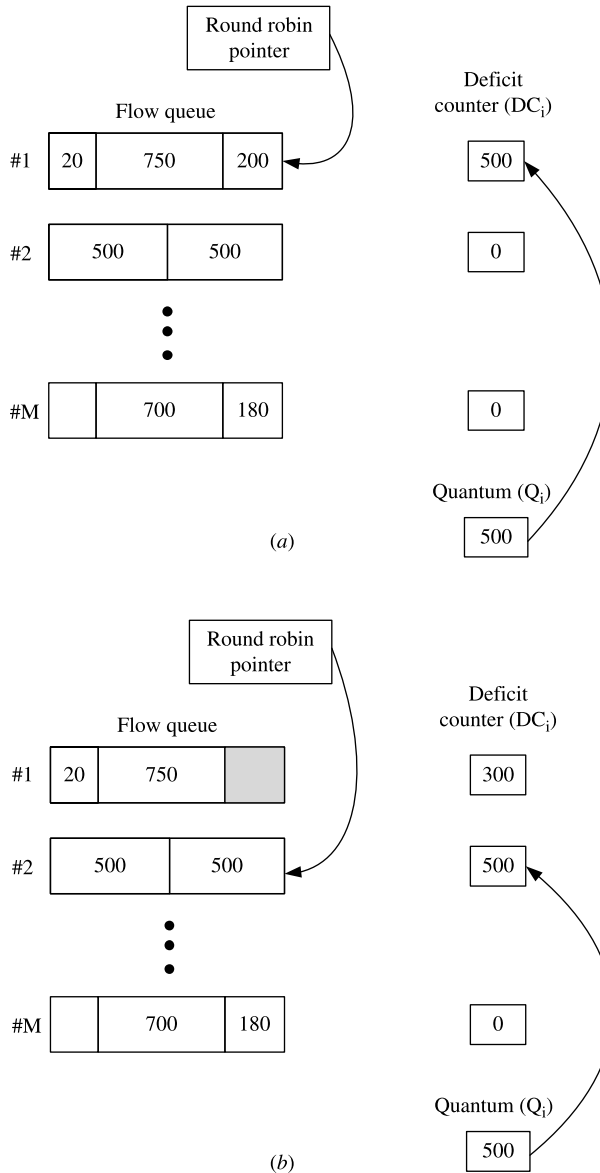 Round robin
pointer
Deficit
counter (DCi)
Flow queue
#1 20 750 200 500
#2 500 500 0
#M 700 180 0
Quantum (Qi)
500
(a)
Round robin
pointer
Deficit
counter (DCi)
Flow queue
#1 20 750 300
#2 500 500 500
#M 700 180 0
Quantum (Qi)
500
(b)